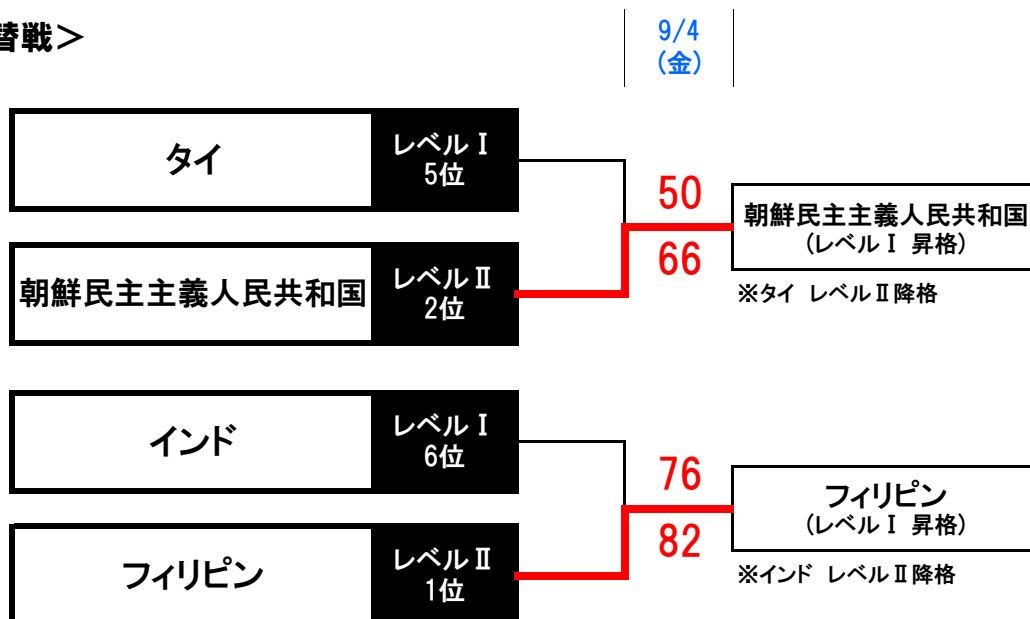 替戦＞
9/4
(金)
タイ
レベルⅠ
5位
50
朝鮮民主主義人民共和国
(レベルⅠ 昇格)
66
朝鮮民主主義人民共和国
レベルⅡ
2位
※タイ レベルⅡ降格
インド
レベルⅠ
6位
76
フィリピン
(レベルⅠ 昇格)
82
フィリピン
レベルⅡ
1位
※インド レベルⅡ降格